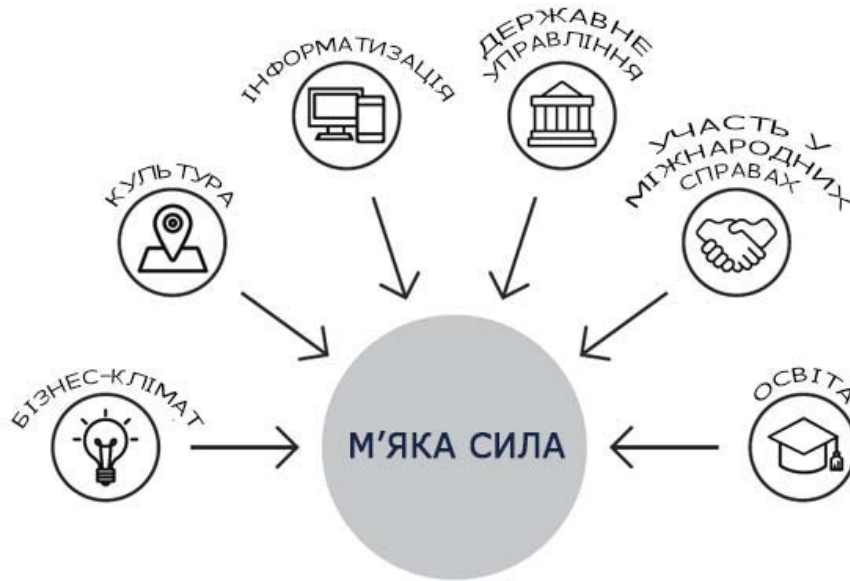 БІЗНЕС-КЛІМАТ
КУЛЬТУРА
ІНФОРМАТИЗАЦІЯ
ДЕРЖАВНЕ
УПРАВЛІННЯ
УЧАСТЬ У
МІЖНАРОДНИХ
СПРАВАХ
ОСВІТА
М’ЯКА СИЛА